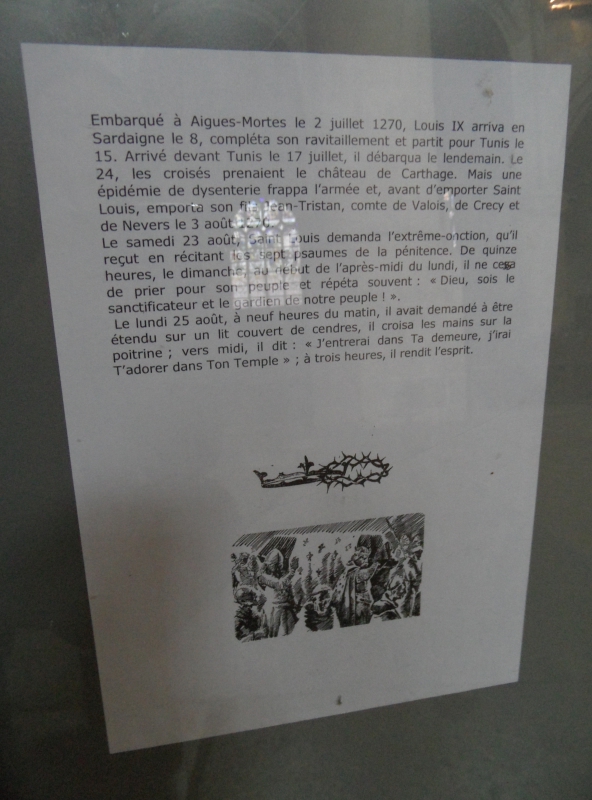 Embarqué à Aigues-Mortes le 2 juillet 1270, Louis IX arriva en
Sardaigne le 8, compléta son ravitaillement et partit pour Tunis le
15. Arrivé devant Tunis le 17 juillet, il débarqua le lendemain. Le
24, les croisés prenaient le château de Carthage. Mais une
épidémie de dysenterie frappa l'armée et, avant d'emporter Saint
Louis, emporta son fils Jean-Tristan, comte de Valois, de Crecy et
de Nevers le 3 août
Le samedi 23 août, Saint Louis demanda l'extrême-onction, qu'il
reçut en récitant les sept psaumes de la pénitence. De quinze
heures, le dimanche, au début de l'après-midi du lundi, il ne cessa
de prier pour son peuple et répéta souvent : « Dieu, sois le
sanctificateur et le gardien de notre peuple ! ».
Le lundi 25 août, à neuf heures du matin, il avait demandé à être
étendu sur un lit couvert de cendres, il croisa les mains sur la
poitrine ; vers midi, il dit : « J'entrerai dans Ta demeure, j'irai
T'adorer dans Ton Temple » ; à trois heures, il rendit l'esprit.